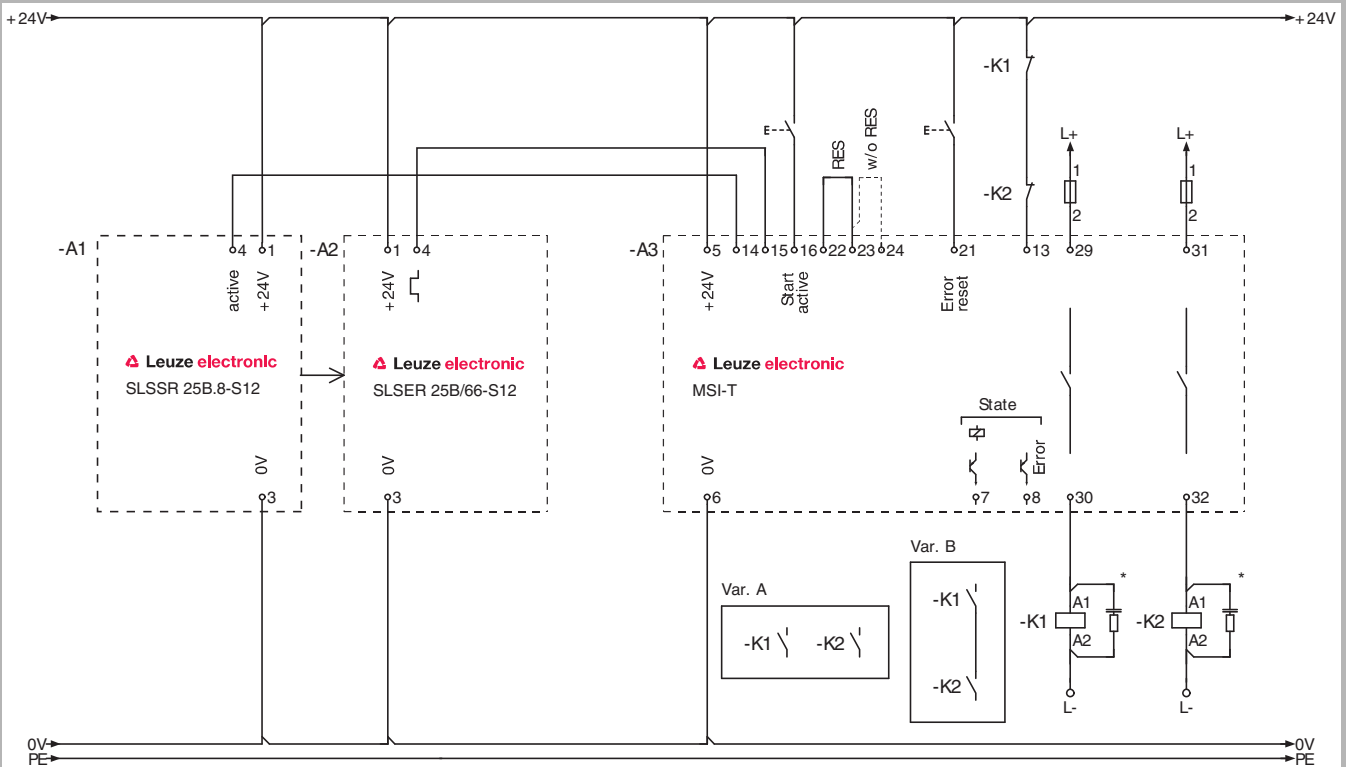 +24V +24V
-K1
RES
w/o RES
L+ L+
1 1
-K2
2 2
-A1 4 1 -A2 1 4 -A3 5 14 15 16 22 23 24 21 13 29 31
active
+24V
+24V
+24V
Start
active
Error
reset
Leuze electronic
SLSSR 25B.8-S12
Leuze electronic
SLSER 25B/66-S12
Leuze electronic
MSI-T
State
Error
0V
0V
0V
3 3 6 7 8 30 32
Var. A
-K1 -K2
Var. B
-K1
-K2
* *
-K1 A1 A2
-K2 A1 A2
L- L-
0V 0V
PE PE